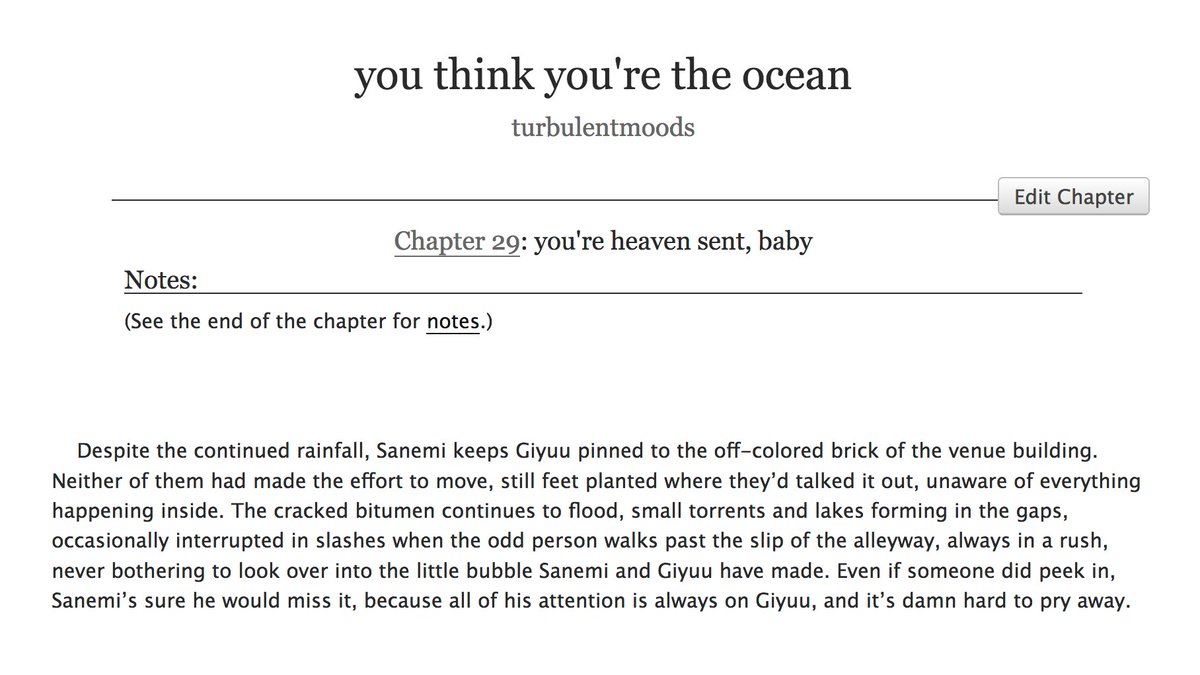 you think you're the ocean
turbulentmoods
Edit Chapter
Chapter 29: you're heaven sent, baby
Notes:
(See the end of the chapter for notes.)
Despite the continued rainfall, Sanemi keeps Giyuu pinned to the off-colored brick of the venue building.
Neither of them had made the effort to move, still feet planted where they’d talked it out, unaware of everything
happening inside. The cracked bitumen continues to flood, small torrents and lakes forming in the gaps,
occasionally interrupted in slashes when the odd person walks past the slip of the alleyway, always in a rush,
never bothering to look over into the little bubble Sanemi and Giyuu have made. Even if someone did peek in,
Sanemi’s sure he would miss it, because all of his attention is always on Giyuu, and it’s damn hard to pry away.